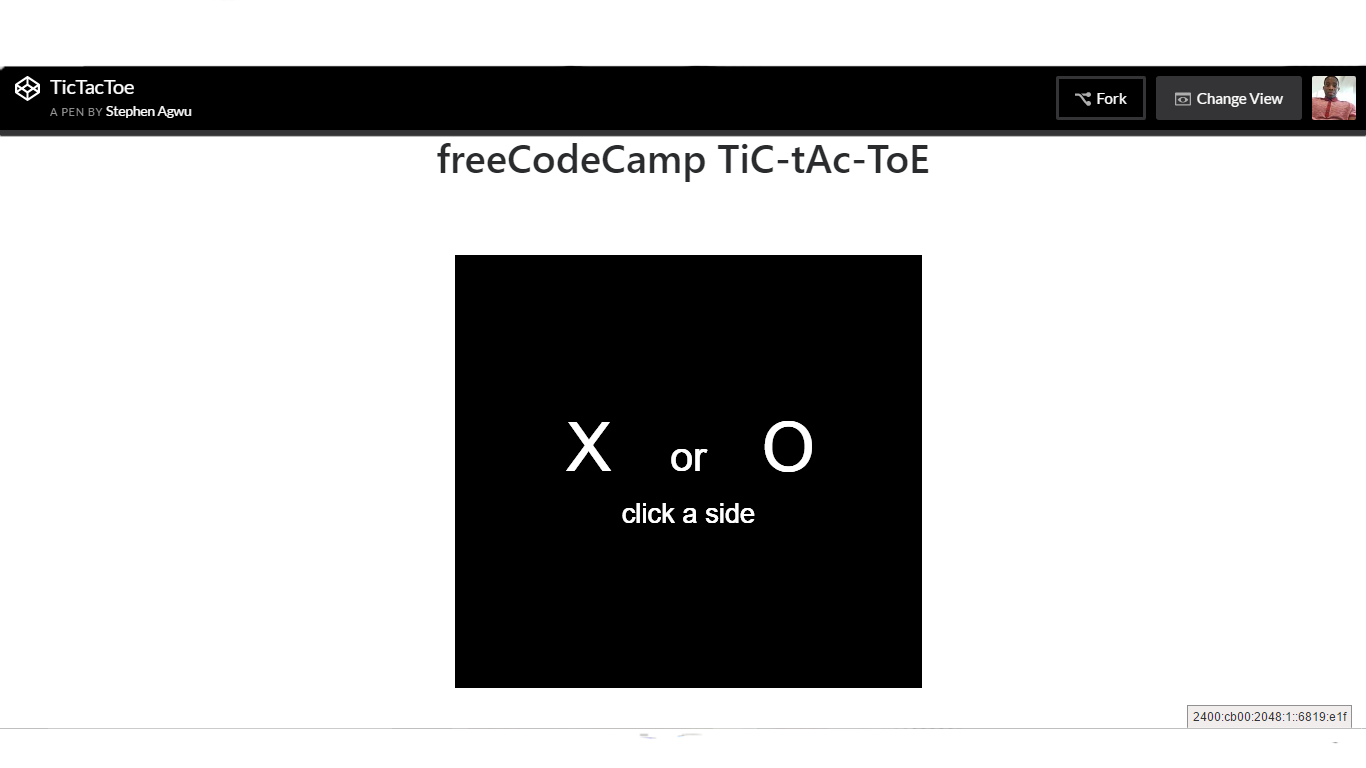 TicTacToe
A PEN BY Stephen Agwu
Fork
Change View
freeCodeCamp TiC-tAc-ToE
X or O
click a side
2400:cb00:2048:1::6819:e1f